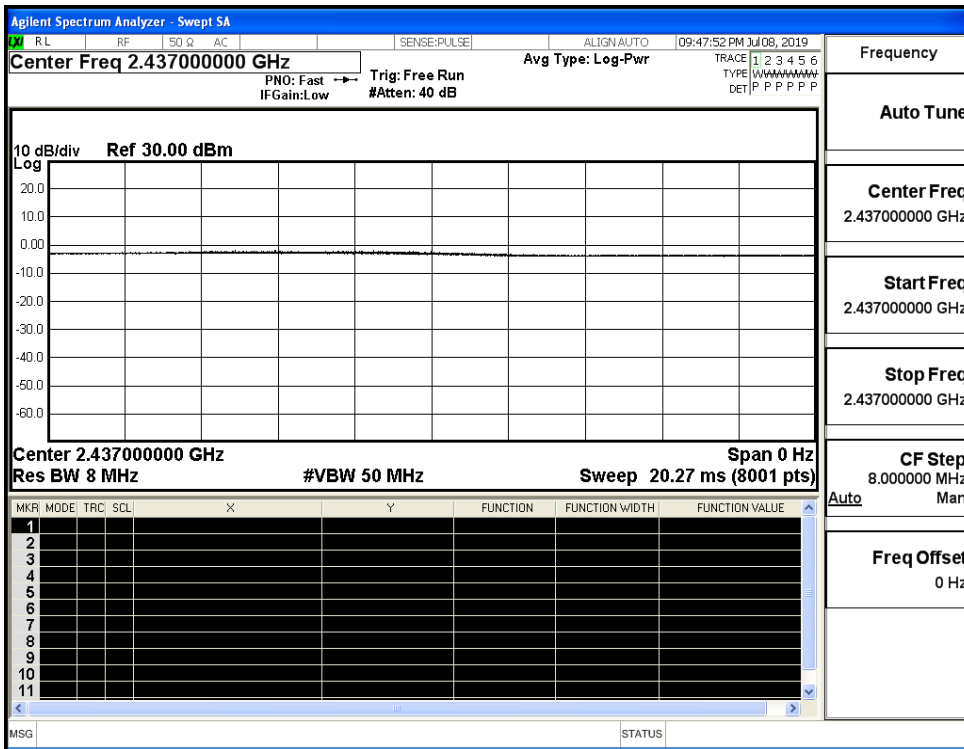 Agilent Spectrum Analyzer - Swept SA
LXI RL RF 50 Ω AC SENSE:PULSE ALIGN AUTO 09:47:52 PM Jul 08, 2019
Center Freq 2.437000000 GHz
PNO: Fast
IFGain:Low
Trig: Free Run
#Atten: 40 dB
Avg Type: Log-Pwr
TRACE 1 2 3 4 5 6
TYPE WWWWWW
DET P P P P P P
10 dB/div Ref 30.00 dBm
Log
20.0
10.0
0.00
-10.0
-20.0
-30.0
-40.0
-50.0
-60.0
Center 2.437000000 GHz Span 0 Hz
Res BW 8 MHz #VBW 50 MHz Sweep 20.27 ms (8001 pts)
MKR MODE TRC SCL X Y FUNCTION FUNCTION WIDTH FUNCTION VALUE
1
2
3
4
5
6
7
8
9
10
11
MSG STATUS
Frequency
Auto Tune
Center Freq
2.437000000 GHz
Start Freq
2.437000000 GHz
Stop Freq
2.437000000 GHz
CF Step
8.000000 MHz
Auto Man
Freq Offset
0 Hz